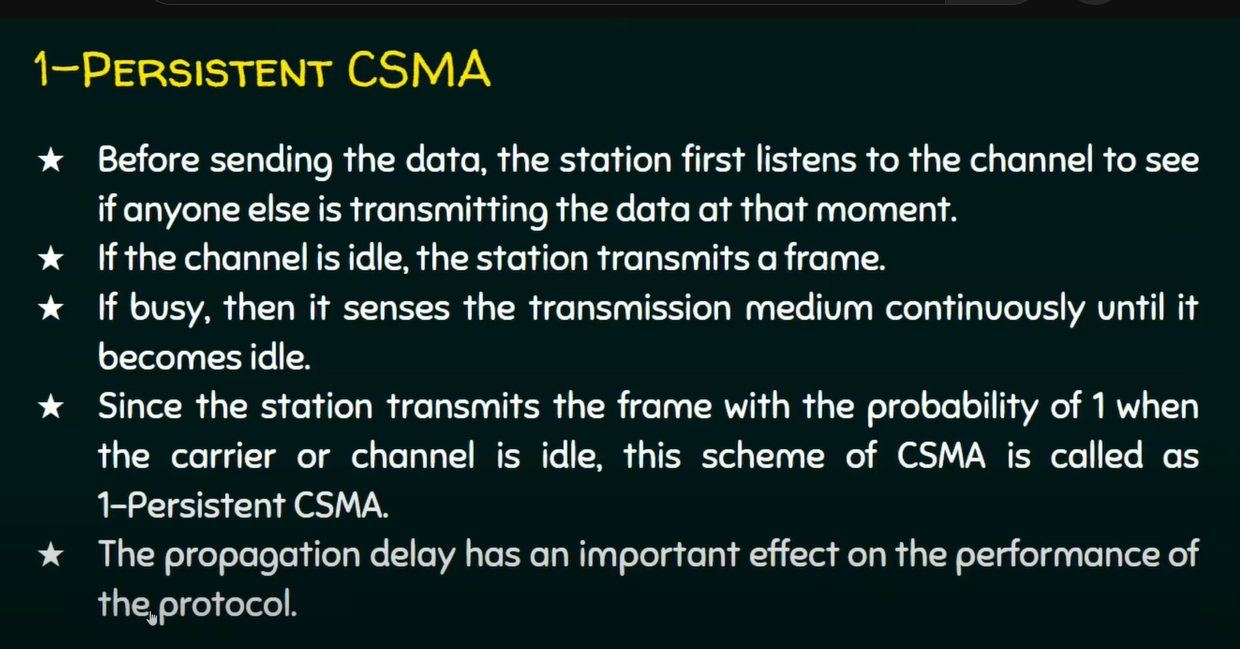 1-Persistent CSMA
★ Before sending the data, the station first listens to the channel to see
if anyone else is transmitting the data at that moment.
★ If the channel is idle, the station transmits a frame.
★ If busy, then it senses the transmission medium continuously until it
becomes idle.
★ Since the station transmits the frame with the probability of 1 when
the carrier or channel is idle, this scheme of CSMA is called as
1-Persistent CSMA.
★ The propagation delay has an important effect on the performance of
the protocol.